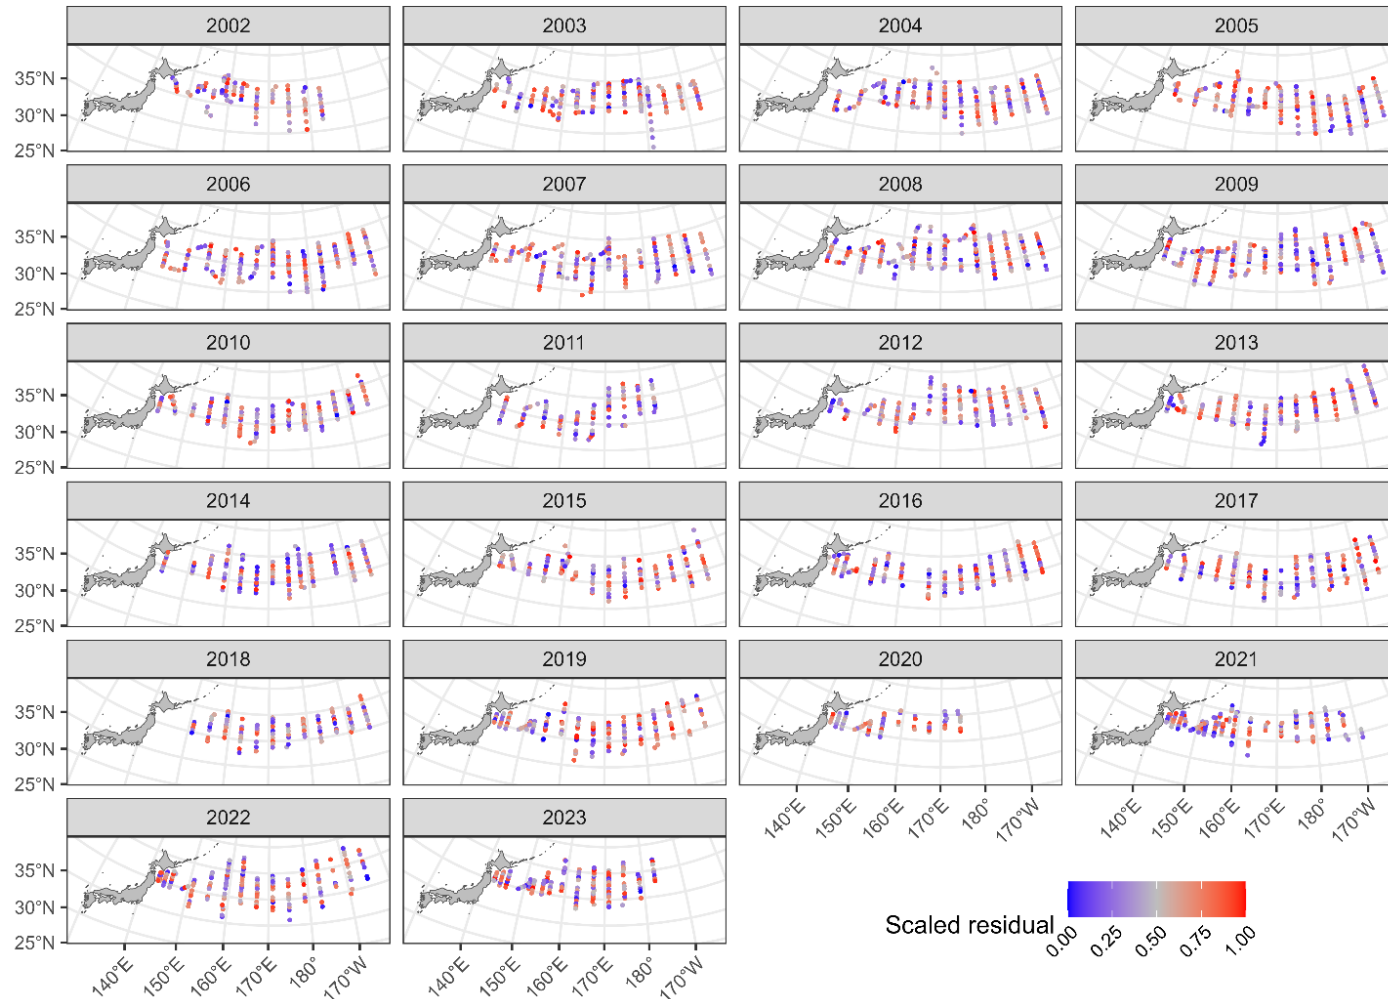 2002 2003 2004 2005
35°N
30°N
25°N
2006 2007 2008 2009
35°N
30°N
25°N
2010 2011 2012 2013
35°N
30°N
25°N
2014 2015 2016 2017
35°N
30°N
25°N
2018 2019 2020 2021
35°N
30°N
25°N
140°E 150°E 160°E 170°E 180° 170°W 140°E 150°E 160°E 170°E 180° 170°W
2022 2023
35°N
30°N
25°N
140°E 150°E 160°E 170°E 180° 170°W 140°E 150°E 160°E 170°E 180° 170°W
Scaled residual
0.00 0.25 0.50 0.75 1.00